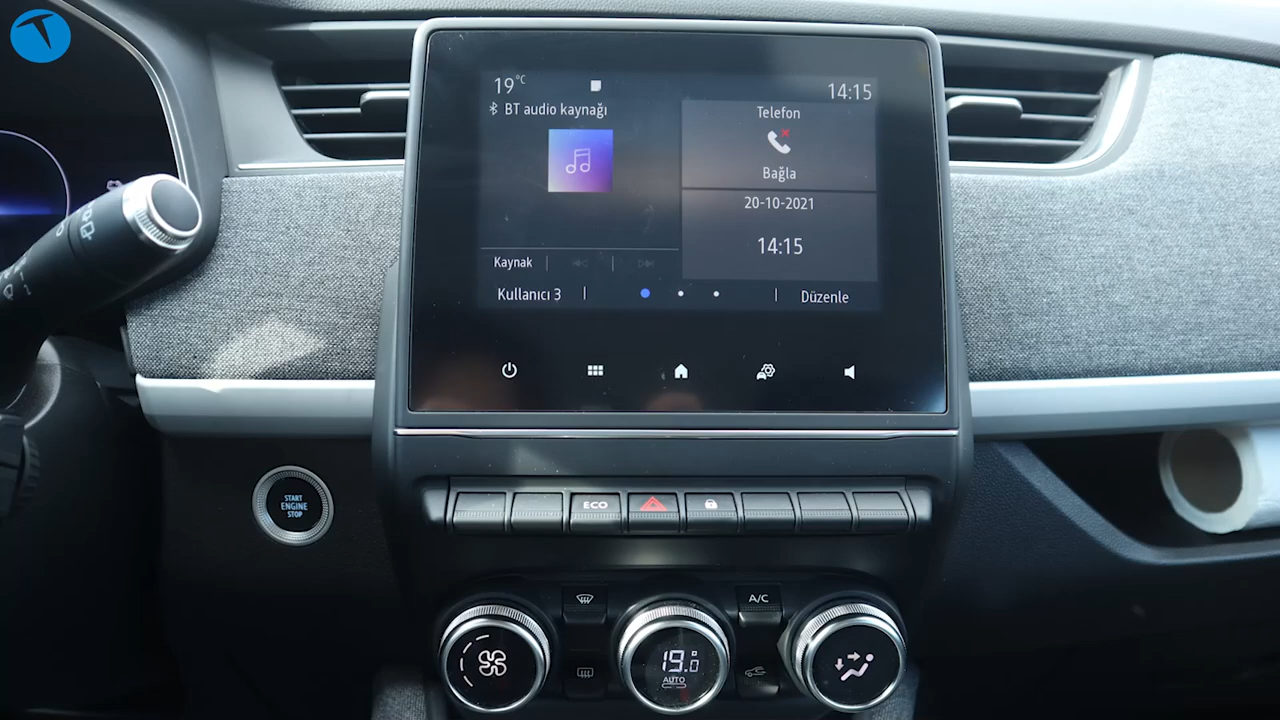 19°C
14:15
BT audio kaynağı
Telefon
Bağla
20-10-2021
14:15
Kaynak
Kullanıcı 3
Düzenle
START
ENGINE
STOP
ECO
A/C
19.0
AUTO